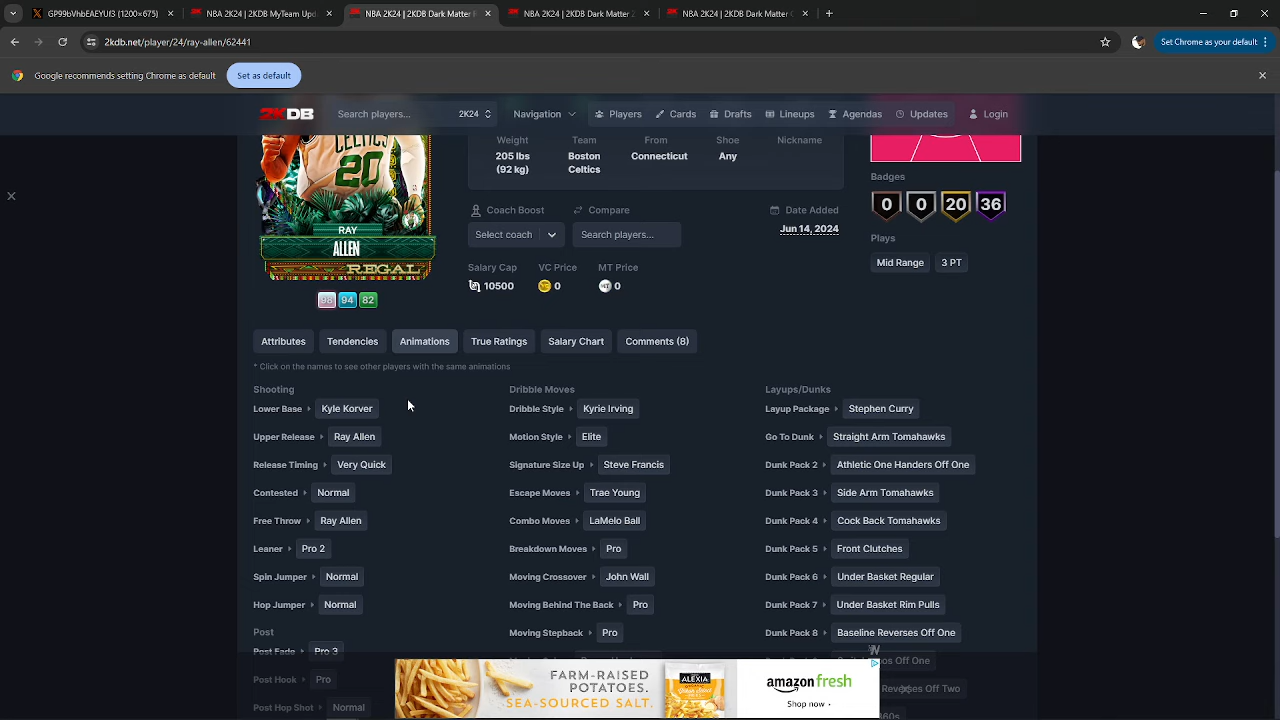 GP99bVhbEEAEYUf3 (1200×675)
NBA 2K24 | 2KDB MyTeam Upd
NBA 2K24 | 2KDB Dark Matter
NBA 2K24 | 2KDB Dark Matter
NBA 2K24 | 2KDB Dark Matter
2kdb.net/player/24/ray-allen/62441
Set Chrome as your default
Google recommends setting Chrome as default
Set as default
2KDB
Search players...
2K24
Navigation
Players
Cards
Drafts
Lineups
Agendas
Updates
Login
CELTICS
20
RAY
ALLEN
REGAL
98 94 82
Weight
205 lbs
(92 kg)
Team
Boston
Celtics
From
Connecticut
Shoe
Any
Nickname
Coach Boost
Select coach
Compare
Search players...
Date Added
Jun 14, 2024
Salary Cap
10500
VC Price
0
MT Price
0
Badges
0 0 20 36
Plays
Mid Range
3 PT
Attributes
Tendencies
Animations
True Ratings
Salary Chart
Comments (8)
* Click on the names to see other players with the same animations
Shooting
Lower Base Kyle Korver
Upper Release Ray Allen
Release Timing Very Quick
Contested Normal
Free Throw Ray Allen
Leaner Pro 2
Spin Jumper Normal
Hop Jumper Normal
Post
Post Fade Pro 3
Post Hook Pro
Post Hop Shot Normal
Dribble Moves
Dribble Style Kyrie Irving
Motion Style Elite
Signature Size Up Steve Francis
Escape Moves Trae Young
Combo Moves LaMelo Ball
Breakdown Moves Pro
Moving Crossover John Wall
Moving Behind The Back Pro
Moving Stepback Pro
Layups/Dunks
Layup Package Stephen Curry
Go To Dunk Straight Arm Tomahawks
Dunk Pack 2 Athletic One Handers Off One
Dunk Pack 3 Side Arm Tomahawks
Dunk Pack 4 Cock Back Tomahawks
Dunk Pack 5 Front Clutches
Dunk Pack 6 Under Basket Regular
Dunk Pack 7 Under Basket Rim Pulls
Dunk Pack 8 Baseline Reverses Off One
Off One
Reverses Off Two
FARM-RAISED
POTATOES.
SEA-SOURCED SALT.
ALEXIA
amazon fresh
Shop now